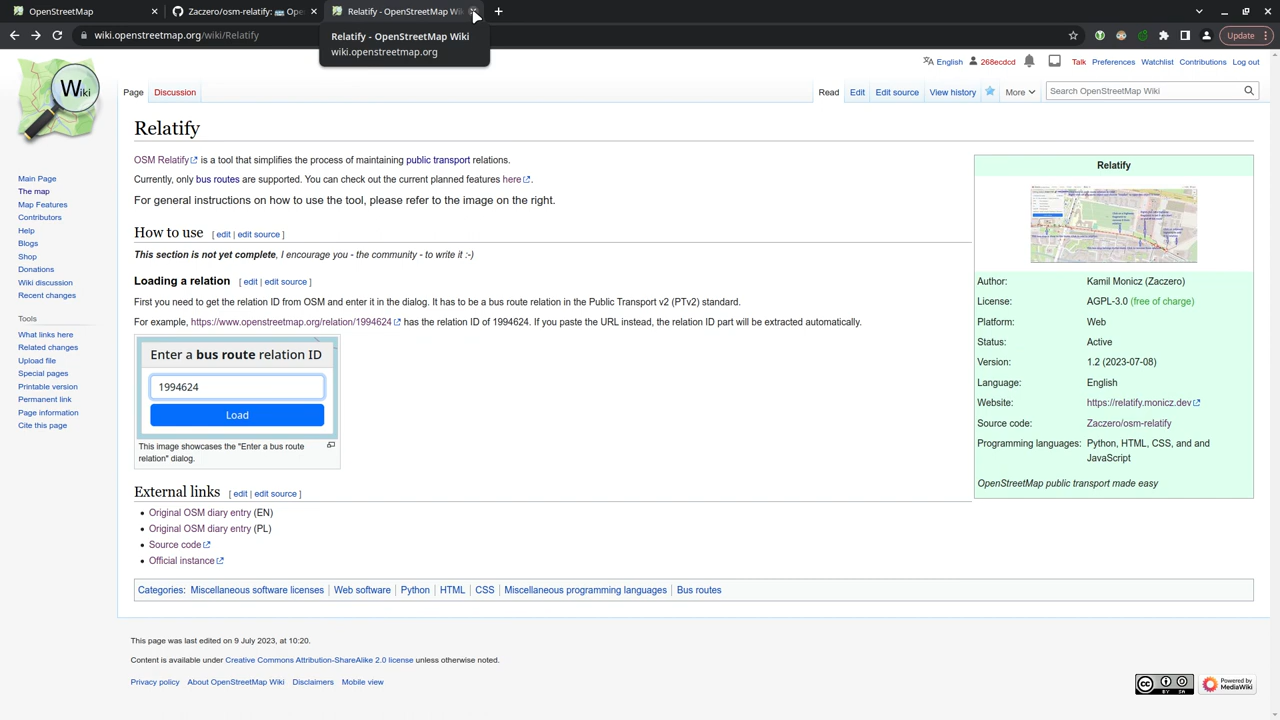 OpenStreetMap
osm-relatify: 🚌 Ope
Relatify - OpenStreetMap Wi
wiki.openstreetmap.org/wiki/Relatify
Update
Relatify - OpenStreetMap Wiki
wiki.openstreetmap.org
English
268ecdcd
Talk
Preferences
Watchlist
Contributions
Log out
Wiki
Page
Discussion
Read
Edit
Edit source
View history
More
Search OpenStreetMap Wiki
Main Page
The map
Map Features
Contributors
Help
Blogs
Shop
Donations
Wiki discussion
Recent changes
Tools
What links here
Related changes
Upload file
Special pages
Printable version
Permanent link
Page information
Cite this page
Relatify
OSM Relatify is a tool that simplifies the process of maintaining public transport relations.
Currently, only bus routes are supported. You can check out the current planned features here.
For general instructions on how to use the tool, please refer to the image on the right.
How to use [ edit | edit source ]
This section is not yet complete, I encourage you - the community - to write it :-)
Loading a relation [ edit | edit source ]
First you need to get the relation ID from OSM and enter it in the dialog. It has to be a bus route relation in the Public Transport v2 (PTv2) standard.
For example, https://www.openstreetmap.org/relation/1994624 has the relation ID of 1994624. If you paste the URL instead, the relation ID part will be extracted automatically.
Enter a bus route relation ID
1994624
Load
This image showcases the "Enter a bus route
relation" dialog.
External links [ edit | edit source ]
Original OSM diary entry (EN)
Original OSM diary entry (PL)
Source code
Official instance
Relatify
Author: Kamil Monicz (Zaczero)
License: AGPL-3.0 (free of charge)
Platform: Web
Status: Active
Version: 1.2 (2023-07-08)
Language: English
Website: https://relatify.monicz.dev
Source code: Zaczero/osm-relatify
Programming languages: Python, HTML, CSS, and and
JavaScript
OpenStreetMap public transport made easy
Categories: Miscellaneous software licenses | Web software | Python | HTML | CSS | Miscellaneous programming languages | Bus routes
This page was last edited on 9 July 2023, at 10:20.
Content is available under Creative Commons Attribution-ShareAlike 2.0 license unless otherwise noted.
Privacy policy
About OpenStreetMap Wiki
Disclaimers
Mobile view
CC BY SA
Powered by
MediaWiki